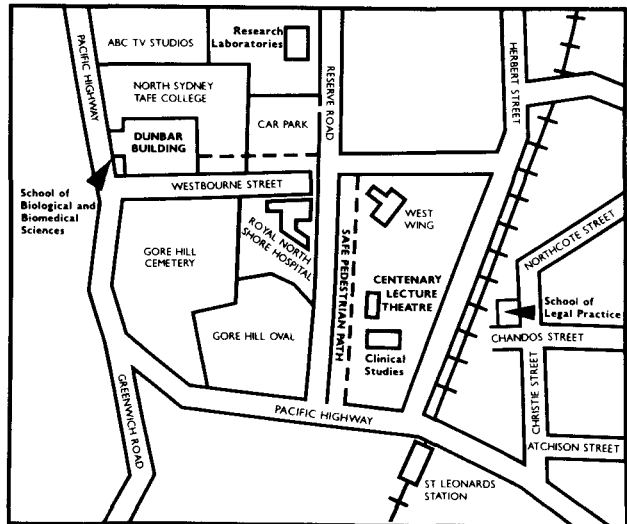 ABC TV STUDIOS
Research
Laboratories
PACIFIC HIGHWAY
NORTH SYDNEY
TAFE COLLEGE
RESERVE ROAD
HERBERT STREET
CAR PARK
DUNBAR
BUILDING
WESTBOURNE STREET
School of
Biological and
Biomedical
Sciences
WEST
WING
ROYAL NORTH
SHORE HOSPITAL
NORTHCOTE STREET
GORE HILL
CEMETERY
SAFE PEDESTRIAN PATH
CENTENARY
LECTURE
THEATRE
School of
Legal Practice
GORE HILL OVAL
Clinical
Studies
CHANDOS STREET
CHRISTIE STREET
GREENWICH ROAD
PACIFIC HIGHWAY
ATCHISON STREET
ST LEONARDS
STATION